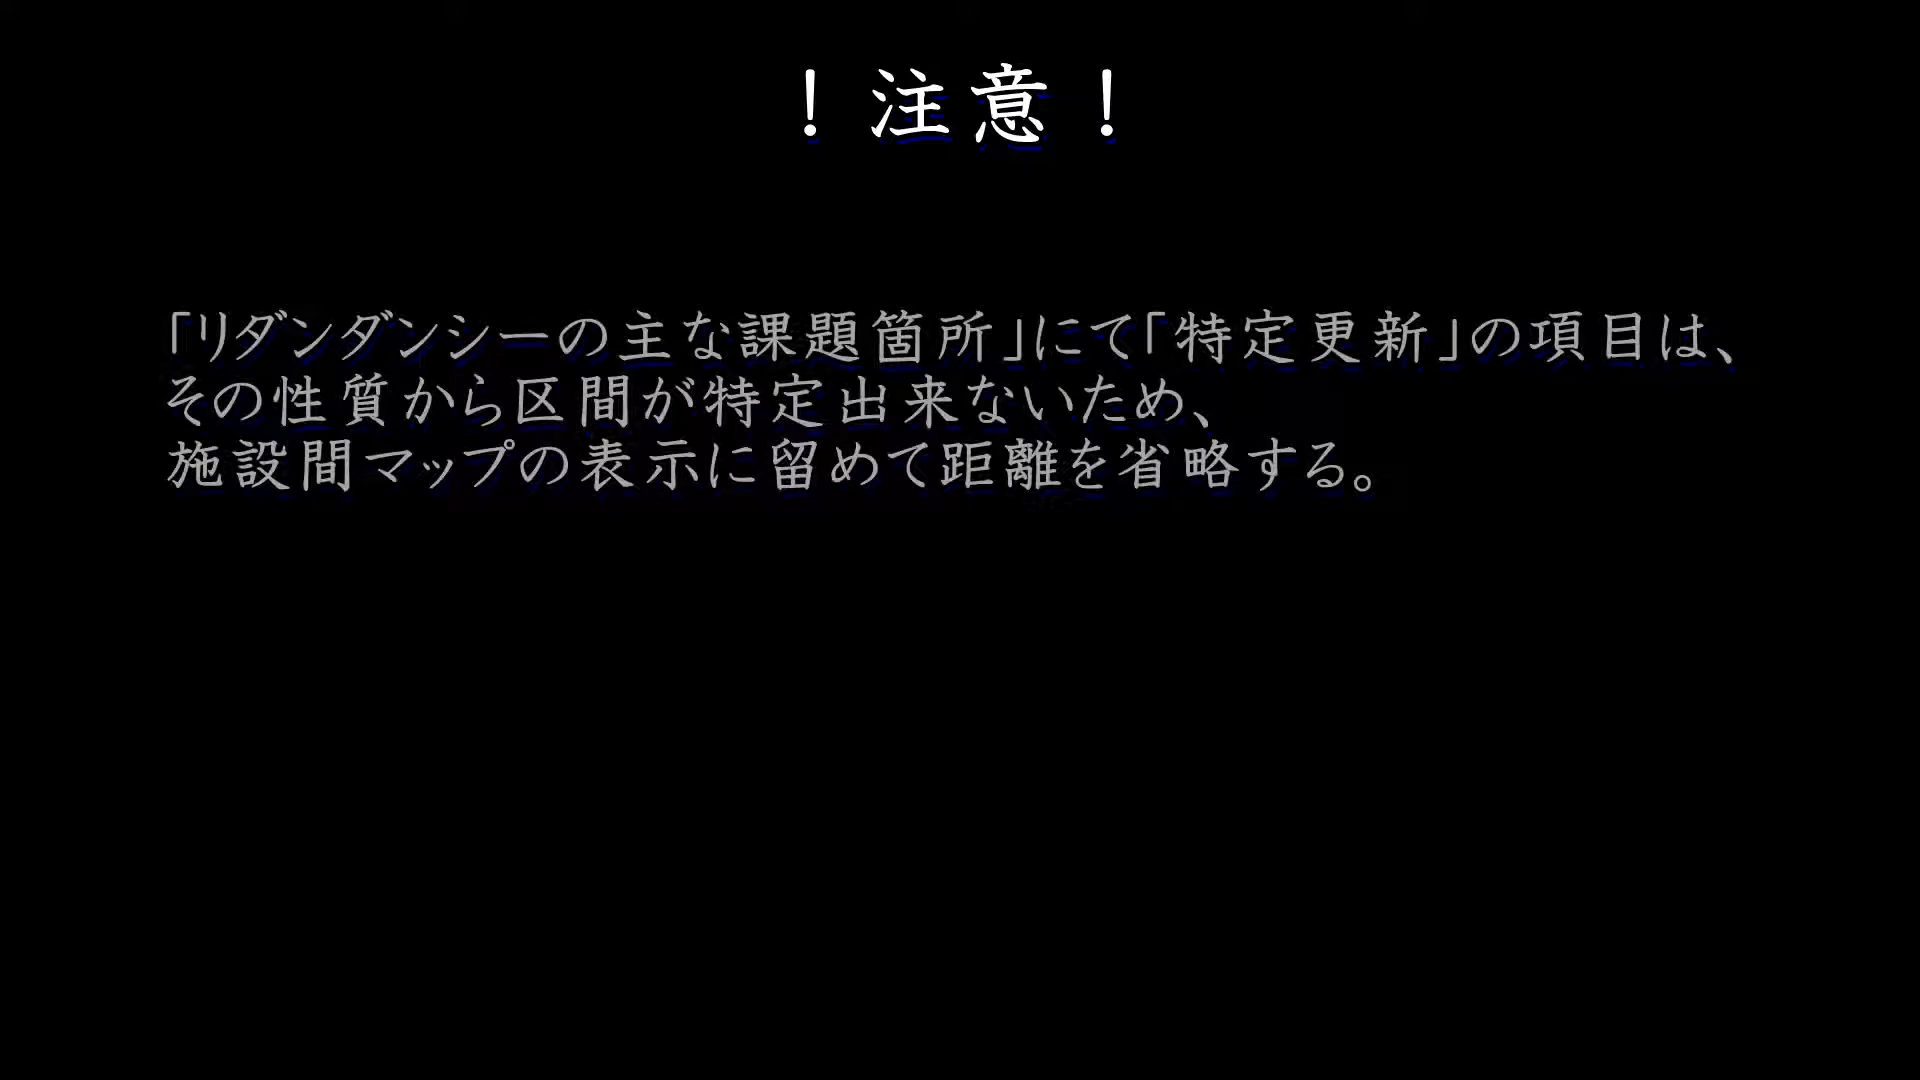 ！注意！
「リダンダンシーの主な課題箇所」にて「特定更新」の項目は、
その性質から区間が特定出来ないため、
施設間マップの表示に留めて距離を省略する。